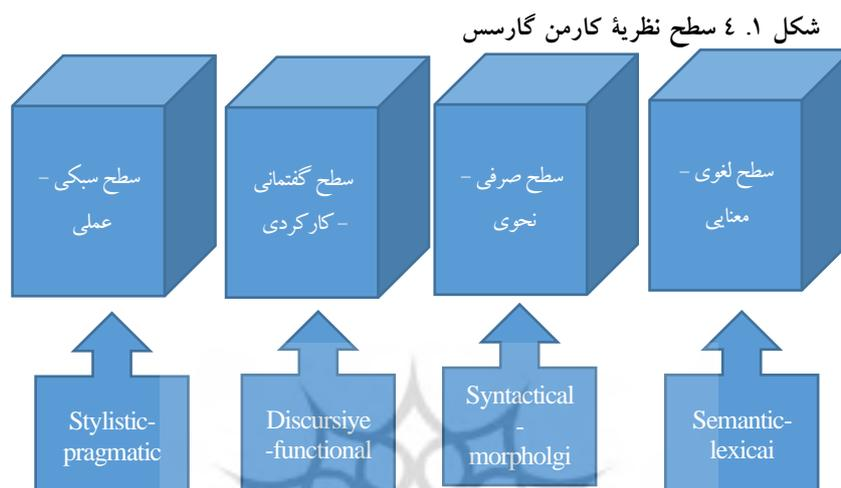 شکل ۱. ٤ سطح نظریۀ کارمن گارسس
سطح لغوی –
معنایی
سطح صرفی –
نحوی
سطح گفتمانی
– کارکردی
سطح سبکی –
عملی
Semantic-
lexicai
Syntactical
-
morpholgi
Discursiye
-functional
Stylistic-
pragmatic